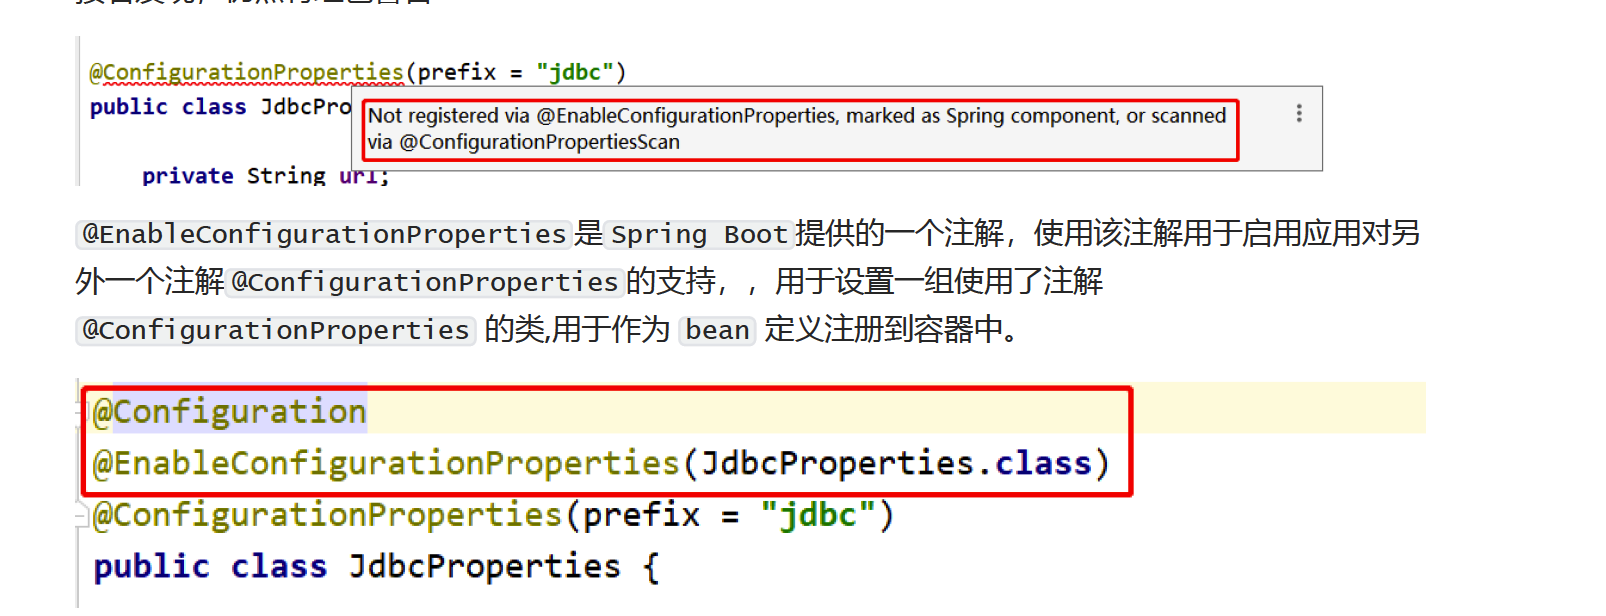 @ConfigurationProperties(prefix = "jdbc")
public class JdbcPro
Not registered via @EnableConfigurationProperties, marked as Spring component, or scanned
via @ConfigurationPropertiesScan
private String url;
@EnableConfigurationProperties是Spring Boot提供的一个注解，使用该注解用于启用应用对另
外一个注解@ConfigurationProperties的支持，，用于设置一组使用了注解
@ConfigurationProperties 的类,用于作为 bean 定义注册到容器中。
@Configuration
@EnableConfigurationProperties(JdbcProperties.class)
@ConfigurationProperties(prefix = "jdbc")
public class JdbcProperties {